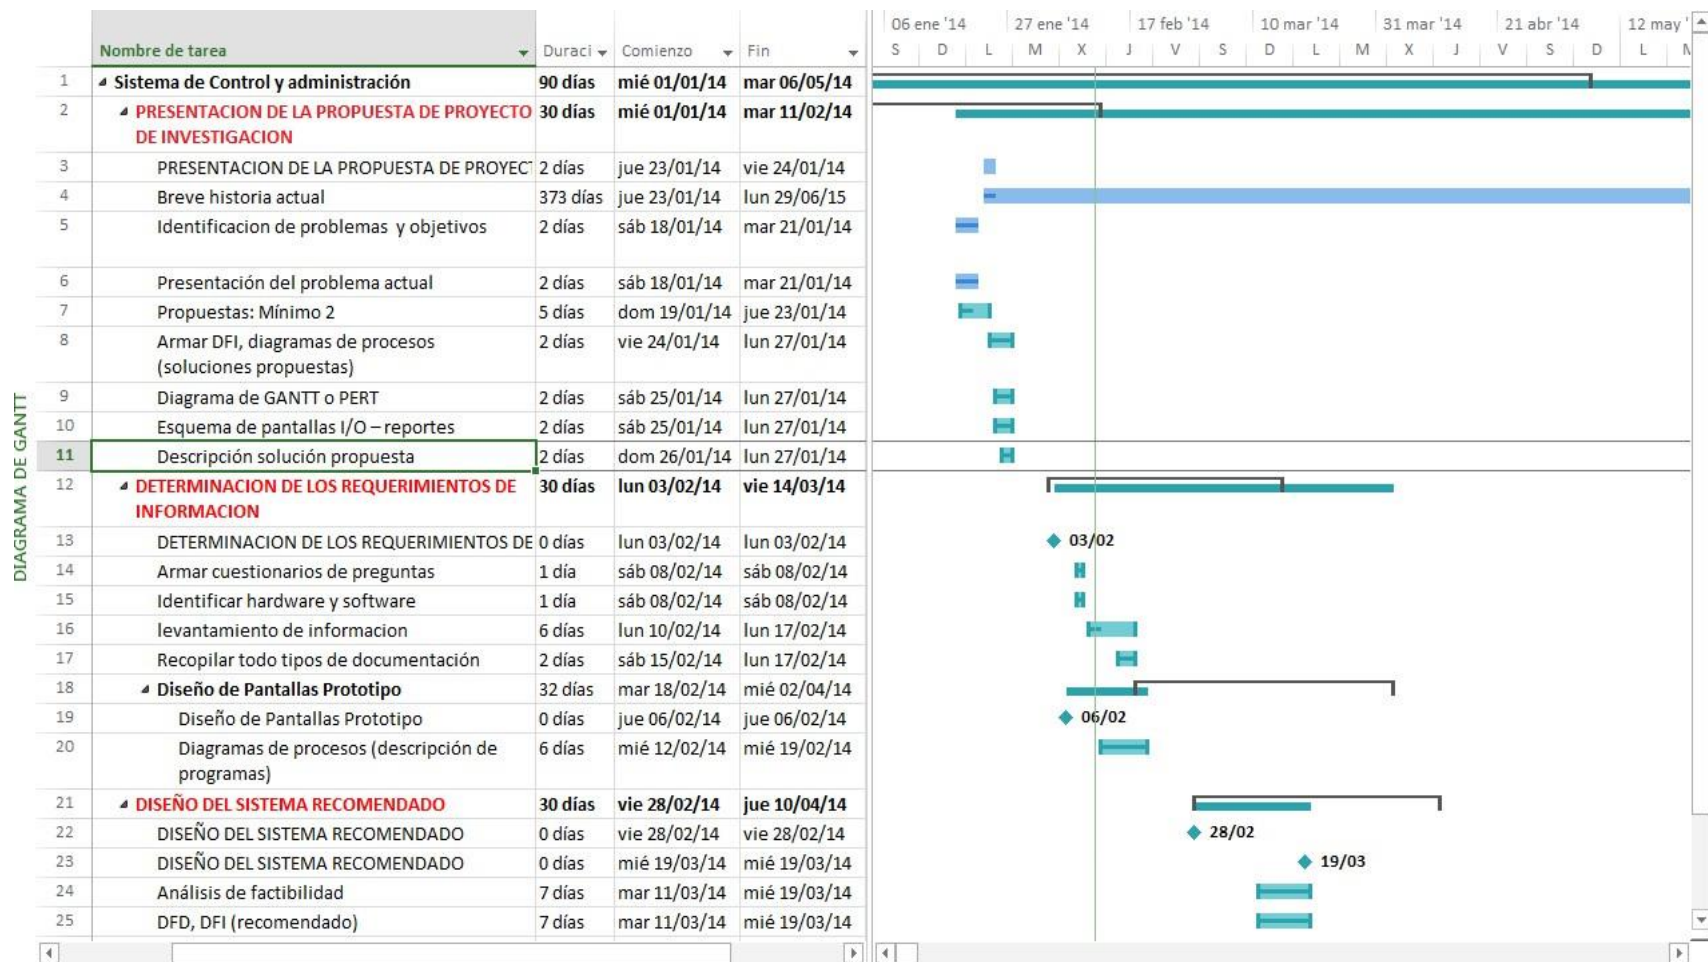 06 ene '14 27 ene '14 17 feb '14 10 mar '14 31 mar '14 21 abr '14 12 may '
Nombre de tarea Duraci Comienzo Fin S D L M X J V S D L M X J V S D L
1 Sistema de Control y administración 90 días mié 01/01/14 mar 06/05/14
2 PRESENTACION DE LA PROPUESTA DE PROYECTO 30 días mié 01/01/14 mar 11/02/14
DE INVESTIGACION
3 PRESENTACION DE LA PROPUESTA DE PROYECT 2 días jue 23/01/14 vie 24/01/14
4 Breve historia actual 373 días jue 23/01/14 lun 29/06/15
5 Identificacion de problemas y objetivos 2 días sáb 18/01/14 mar 21/01/14
6 Presentación del problema actual 2 días sáb 18/01/14 mar 21/01/14
7 Propuestas: Mínimo 2 5 días dom 19/01/14 jue 23/01/14
8 Armar DFI, diagramas de procesos 2 días vie 24/01/14 lun 27/01/14
(soluciones propuestas)
9 Diagrama de GANTT o PERT 2 días sáb 25/01/14 lun 27/01/14
10 Esquema de pantallas I/O – reportes 2 días sáb 25/01/14 lun 27/01/14
11 Descripción solución propuesta 2 días dom 26/01/14 lun 27/01/14
12 DETERMINACION DE LOS REQUERIMIENTOS DE 30 días lun 03/02/14 vie 14/03/14
INFORMACION
13 DETERMINACION DE LOS REQUERIMIENTOS DE 0 días lun 03/02/14 lun 03/02/14 03/02
14 Armar cuestionarios de preguntas 1 día sáb 08/02/14 sáb 08/02/14
15 Identificar hardware y software 1 día sáb 08/02/14 sáb 08/02/14
16 levantamiento de informacion 6 días lun 10/02/14 lun 17/02/14
17 Recopilar todo tipos de documentación 2 días sáb 15/02/14 lun 17/02/14
18 Diseño de Pantallas Prototipo 32 días mar 18/02/14 mié 02/04/14
19 Diseño de Pantallas Prototipo 0 días jue 06/02/14 jue 06/02/14 06/02
20 Diagramas de procesos (descripción de 6 días mié 12/02/14 mié 19/02/14
programas)
21 DISEÑO DEL SISTEMA RECOMENDADO 30 días vie 28/02/14 jue 10/04/14
22 DISEÑO DEL SISTEMA RECOMENDADO 0 días vie 28/02/14 vie 28/02/14 28/02
23 DISEÑO DEL SISTEMA RECOMENDADO 0 días mié 19/03/14 mié 19/03/14 19/03
24 Análisis de factibilidad 7 días mar 11/03/14 mié 19/03/14
25 DFD, DFI (recomendado) 7 días mar 11/03/14 mié 19/03/14
DIAGRAMA DE GANTT